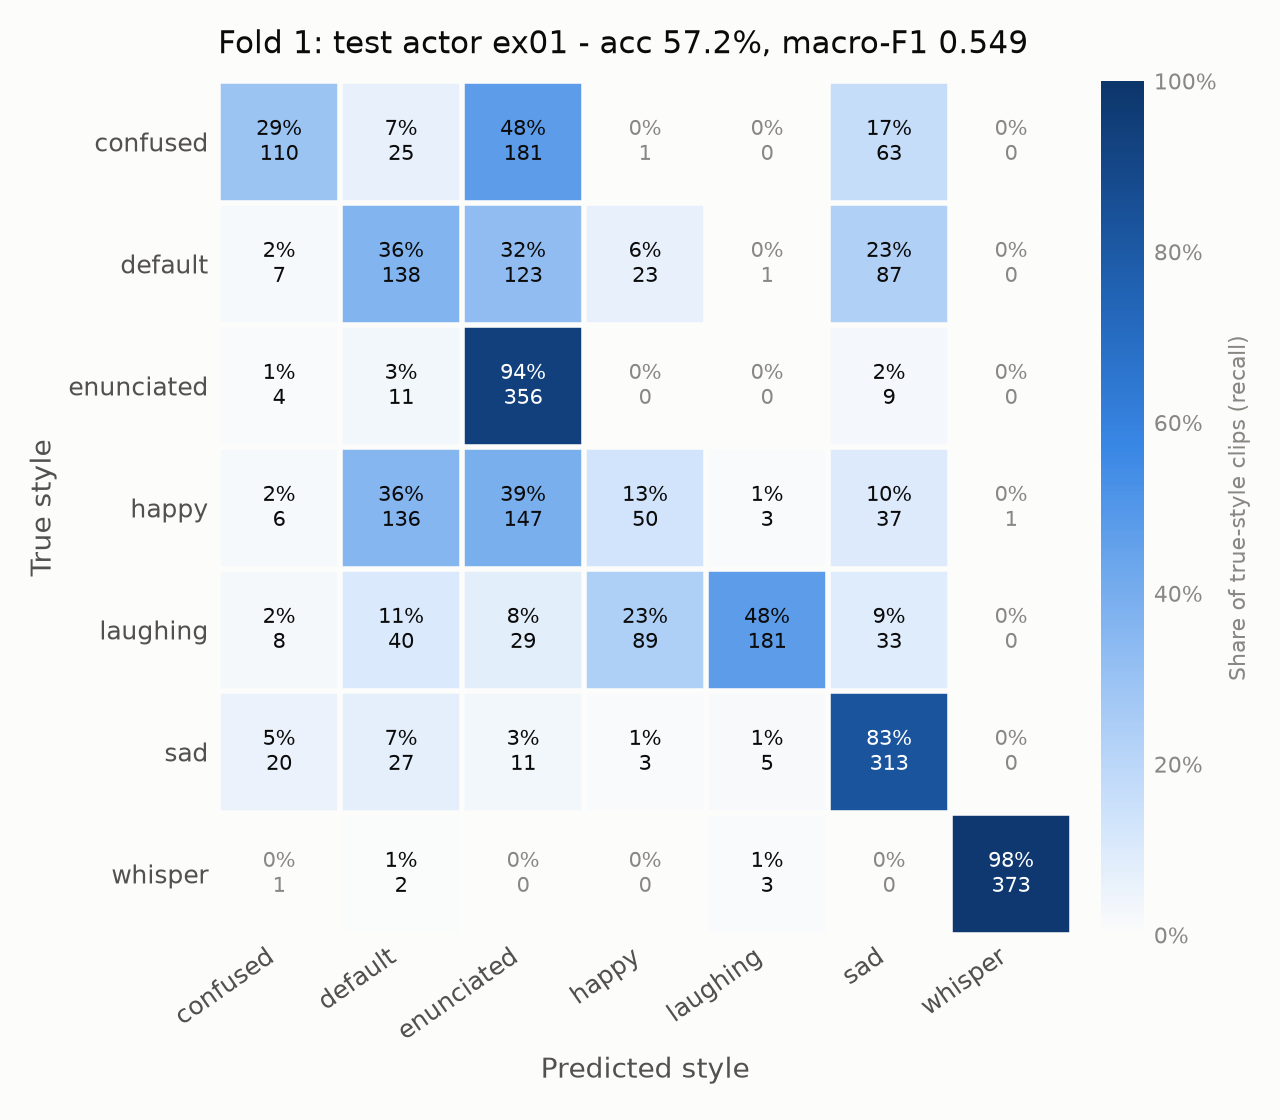 Fold 1: test actor ex01 - acc 57.2%, macro-F1 0.549
confused
29% 7% 48% 0% 0% 17% 0%
110 25 181 1 0 63 0
default
2% 36% 32% 6% 0% 23% 0%
7 138 123 23 1 87 0
enunciated
1% 3% 94% 0% 0% 2% 0%
4 11 356 0 0 9 0
happy
2% 36% 39% 13% 1% 10% 0%
6 136 147 50 3 37 1
laughing
2% 11% 8% 23% 48% 9% 0%
8 40 29 89 181 33 0
sad
5% 7% 3% 1% 1% 83% 0%
20 27 11 3 5 313 0
whisper
0% 1% 0% 0% 1% 0% 98%
1 2 0 0 3 0 373
True style
confused default enunciated happy laughing sad whisper
Predicted style
100%
80%
60%
40%
20%
0%
Share of true-style clips (recall)